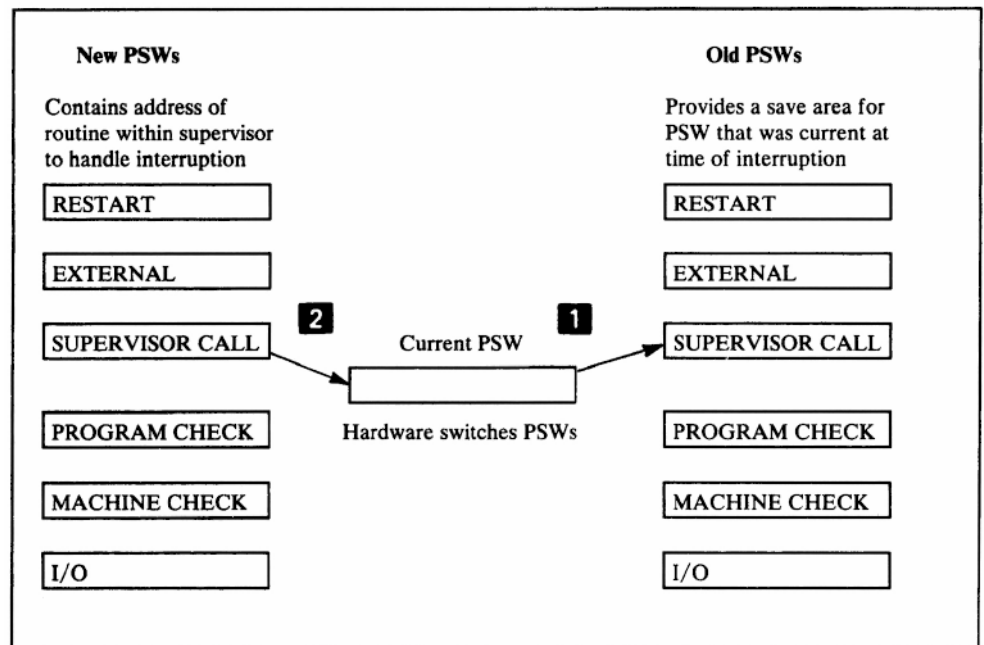 New PSWs
Contains address of
routine within supervisor
to handle interruption
RESTART
EXTERNAL
SUPERVISOR CALL
PROGRAM CHECK
MACHINE CHECK
I/O
2
Current PSW
1
Hardware switches PSWs
Old PSWs
Provides a save area for
PSW that was current at
time of interruption
RESTART
EXTERNAL
SUPERVISOR CALL
PROGRAM CHECK
MACHINE CHECK
I/O